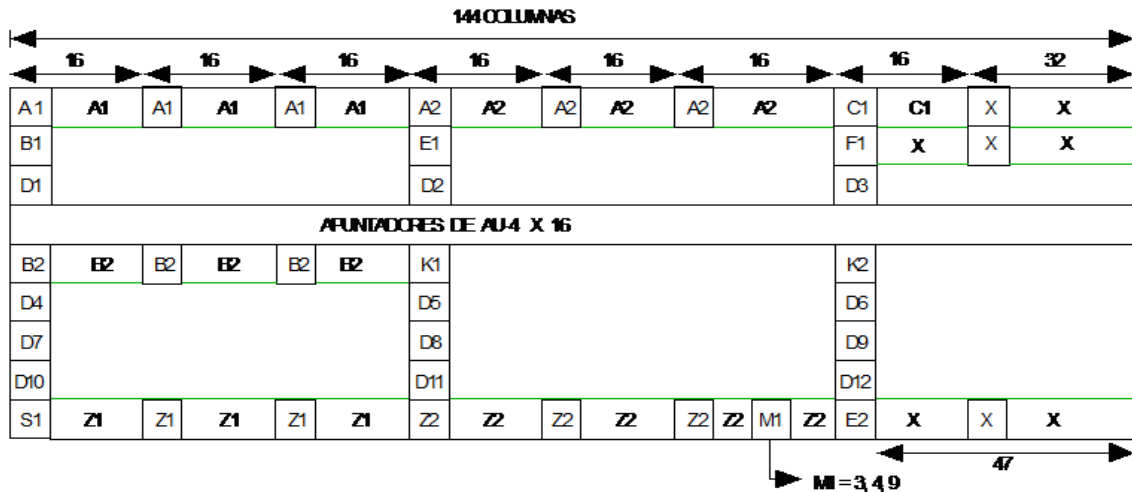 144 COLUMNAS
16 16 16 16 16 16 16 32
A1 A1 A1 A1 A1 A1 A2 A2 A2 A2 A2 A2 C1 C1 X X
B1 E1 F1 X X X
D1 D2 D3
APUNTADORES DE AU-4 X 16
B2 B2 B2 B2 B2 B2 K1 K2
D4 D5 D6
D7 D8 D9
D10 D11 D12
S1 Z1 Z1 Z1 Z1 Z1 Z2 Z2 Z2 Z2 Z2 Z2 M1 Z2 E2 X X X
47
MI = 3, 4, 9